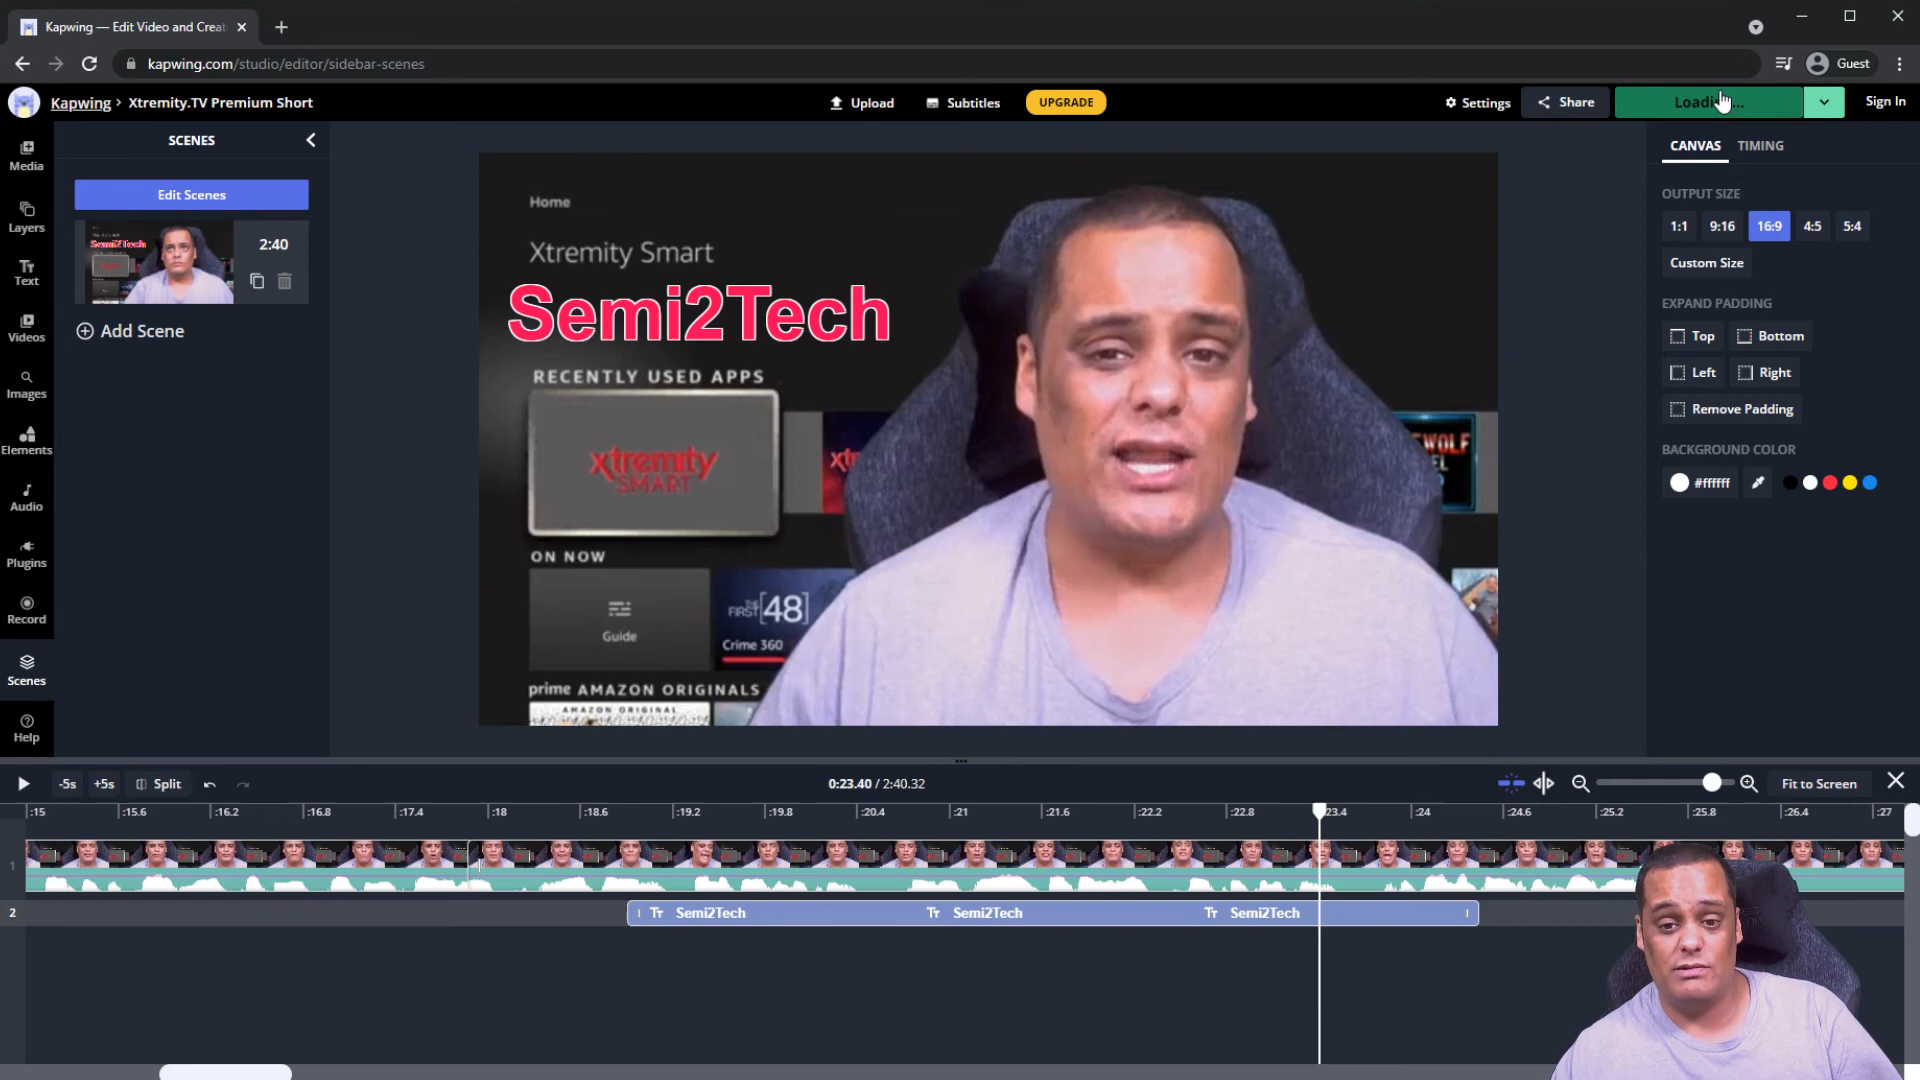 Kapwing — Edit Video and Creat
kapwing.com/studio/editor/sidebar-scenes
Guest
Kapwing > Xtremity.TV Premium Short
Upload
Subtitles
UPGRADE
Settings
Share
Sign In
SCENES
Edit Scenes
2:40
Add Scene
Media
Layers
Text
Videos
Images
Elements
Audio
Plugins
Record
Scenes
Help
Home
Xtremity Smart
Semi2Tech
RECENTLY USED APPS
xtremity
SMART
ON NOW
Guide
THE
FIRST [48]
Crime 360
prime AMAZON ORIGINALS
AMAZON ORIGINAL
CANVAS TIMING
OUTPUT SIZE
1:1 9:16 16:9 4:5 5:4
Custom Size
EXPAND PADDING
Top Bottom
Left Right
Remove Padding
BACKGROUND COLOR
#ffffff
-5s +5s Split
0:23.40 / 2:40.32
Fit to Screen
:15 :15.6 :16.2 :16.8 :17.4 :18 :18.6 :19.2 :19.8 :20.4 :21 :21.6 :22.2 :22.8 :23.4 :24 :24.6 :25.2 :25.8 :26.4 :27
1
2 Semi2Tech Semi2Tech Semi2Tech